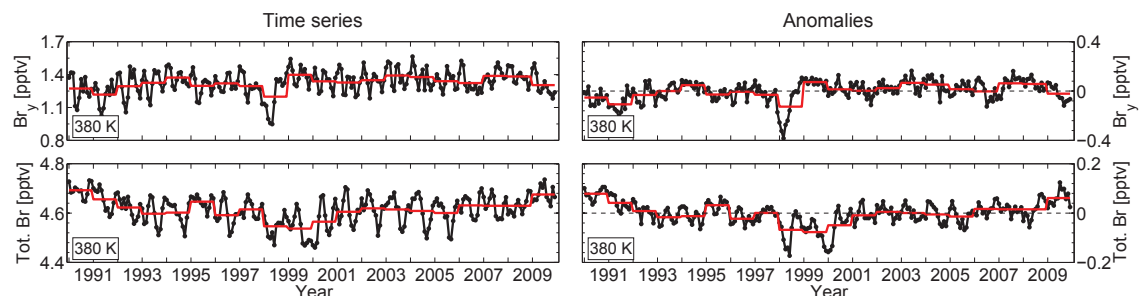 Time series
Anomalies
1.7
1.4
1.1
0.8
Br_y [pptv]
380 K
0.4
0
−0.4
Br_y [pptv]
380 K
4.8
4.6
4.4
Tot. Br [pptv]
380 K
0.2
0
−0.2
Tot. Br [pptv]
380 K
1991 1993 1995 1997 1999 2001 2003 2005 2007 2009
Year
1991 1993 1995 1997 1999 2001 2003 2005 2007 2009
Year